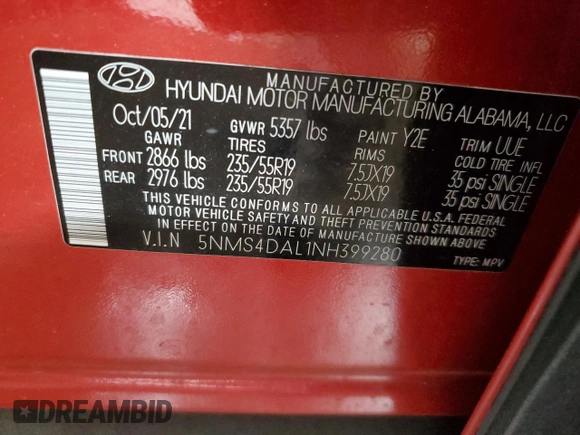 MANUFACTURED BY
HYUNDAI MOTOR MANUFACTURING ALABAMA, LLC
Oct/05/21 GVWR 5357 lbs PAINT Y2E TRIM UUE
GAWR TIRES RIMS COLD TIRE INFL
FRONT 2866 lbs 235/55R19 7.5JX19 35 psi SINGLE
REAR 2976 lbs 235/55R19 7.5JX19 35 psi SINGLE
THIS VEHICLE CONFORMS TO ALL APPLICABLE U.S.A. FEDERAL
MOTOR VEHICLE SAFETY AND THEFT PREVENTION STANDARDS
IN EFFECT ON THE DATE OF MANUFACTURE SHOWN ABOVE.
V.I.N 5NMS4DAL1NH399280
TYPE: MPV
DREAMBID